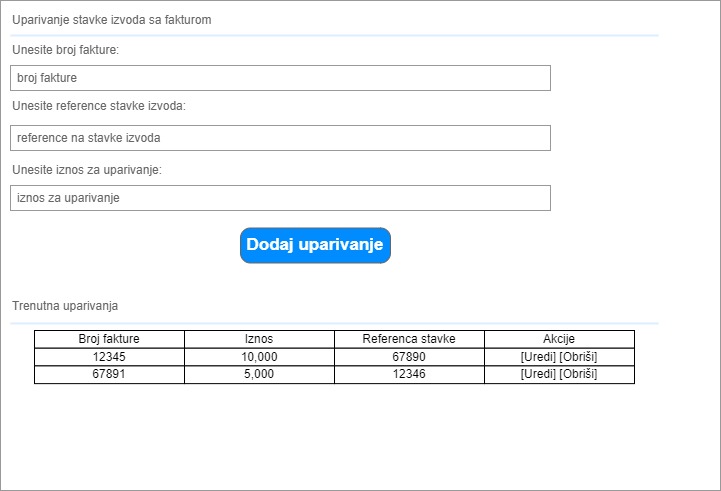 Uparivanje stavke izvoda sa fakturom
Unesite broj fakture:
broj fakture
Unesite reference stavke izvoda:
reference na stavke izvoda
Unesite iznos za uparivanje:
iznos za uparivanje
Dodaj uparivanje
Trenutna uparivanja
Broj fakture Iznos Referenca stavke Akcije
12345 10,000 67890 [Uredi] [Obriši]
67891 5,000 12346 [Uredi] [Obriši]